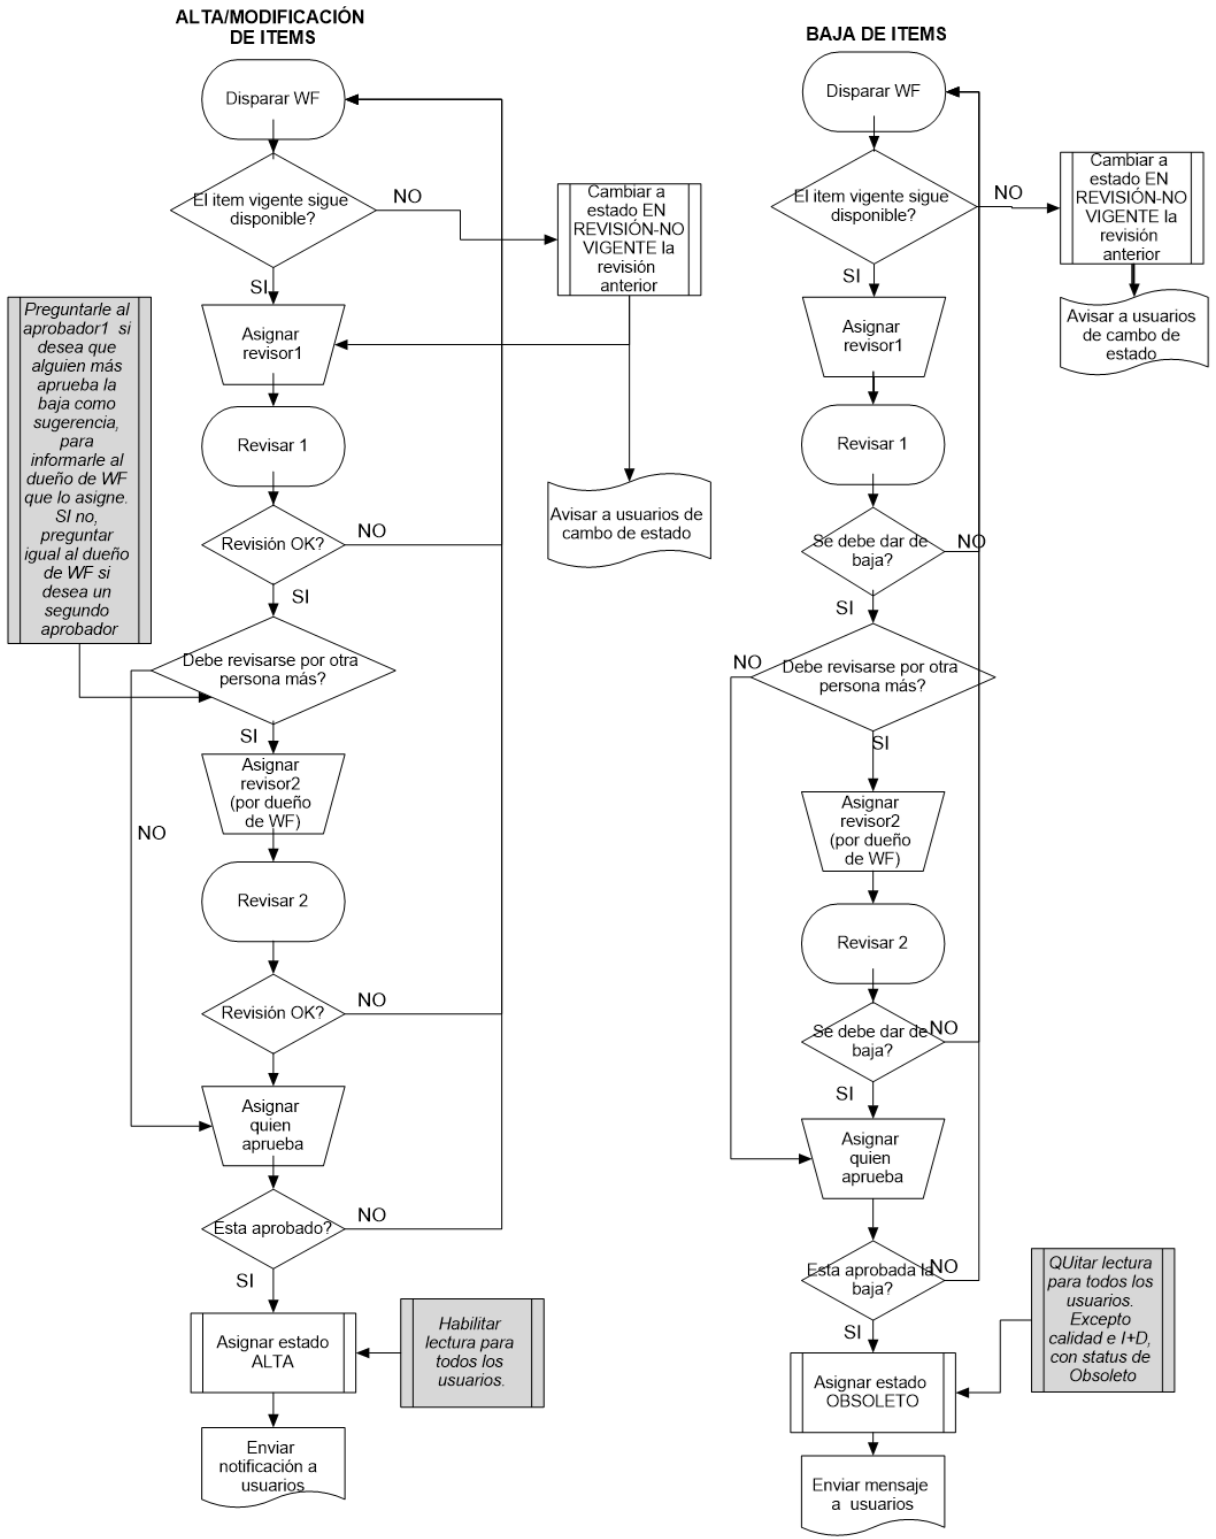 ALTA/MODIFICACIÓN
DE ITEMS
Disparar WF
El item vigente sigue
disponible?
NO
SI
Cambiar a
estado EN
REVISIÓN-NO
VIGENTE la
revisión
anterior
Asignar
revisor1
Preguntarle al
aprobador1 si
desea que
alguien más
aprueba la
baja como
sugerencia,
para
informarle al
dueño de WF
que lo asigne.
SI no,
preguntar
igual al dueño
de WF si
desea un
segundo
aprobador
Revisar 1
Avisar a usuarios de
cambo de estado
Revisión OK?
NO
SI
Debe revisarse por otra
persona más?
SI
NO
Asignar
revisor2
(por dueño
de WF)
Revisar 2
Revisión OK?
NO
Asignar
quien
aprueba
Esta aprobado?
NO
SI
Asignar estado
ALTA
Habilitar
lectura para
todos los
usuarios.
Enviar
notificación a
usuarios
BAJA DE ITEMS
Disparar WF
El item vigente sigue
disponible?
NO
SI
Cambiar a
estado EN
REVISIÓN-NO
VIGENTE la
revisión
anterior
Avisar a usuarios
de cambo de
estado
Asignar
revisor1
Revisar 1
Se debe dar de
baja?
NO
SI
Debe revisarse por otra
persona más?
NO
SI
Asignar
revisor2
(por dueño
de WF)
Revisar 2
Se debe dar de
baja?
NO
SI
Asignar
quien
aprueba
Esta aprobada la
baja?
NO
SI
QUitar lectura
para todos los
usuarios.
Excepto
calidad e I+D,
con status de
Obsoleto
Asignar estado
OBSOLETO
Enviar mensaje
a usuarios